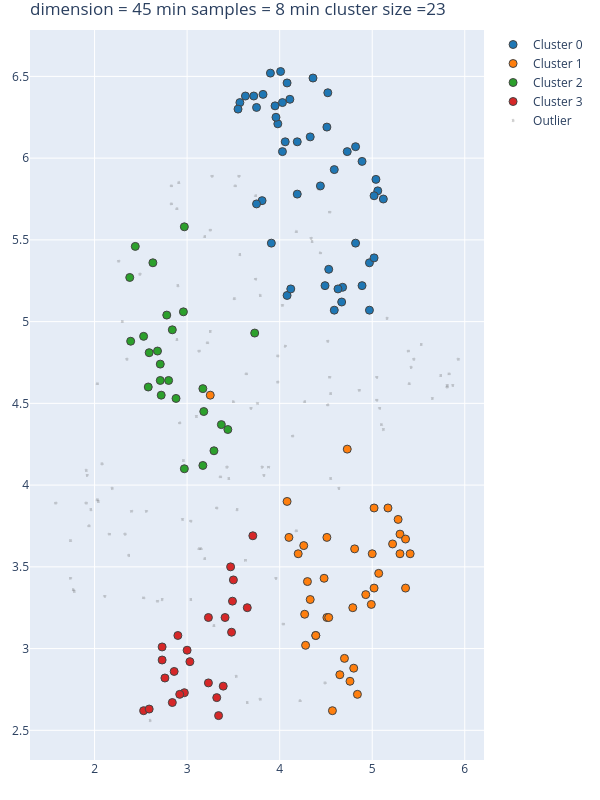 dimension = 45 min samples = 8 min cluster size =23
Cluster 0
Cluster 1
Cluster 2
Cluster 3
Outlier
6.5
6
5.5
5
4.5
4
3.5
3
2.5
2 3 4 5 6